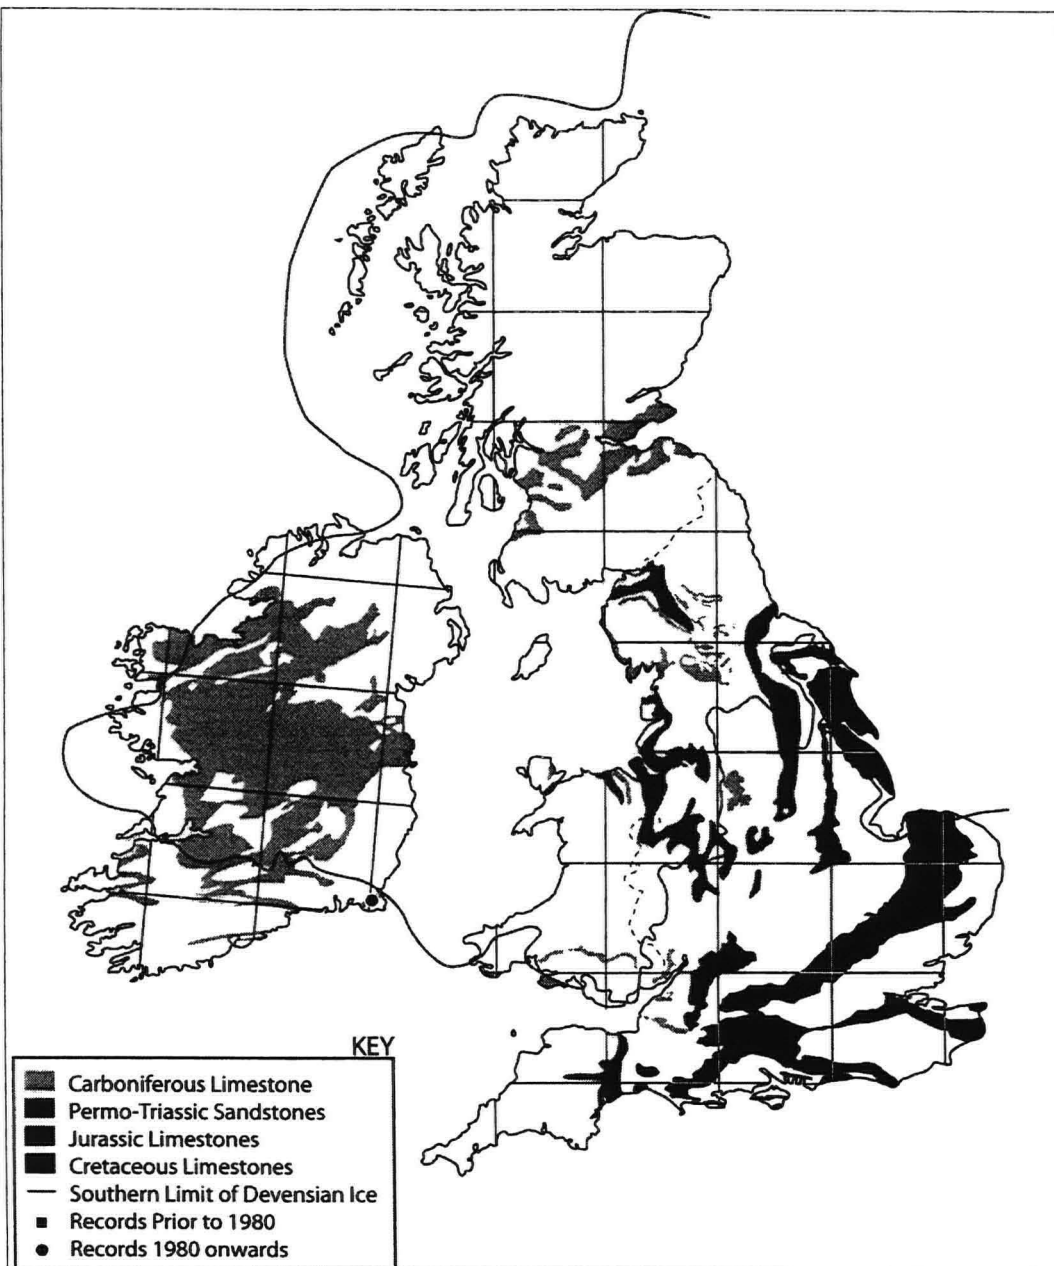 KEY
Carboniferous Limestone
Permo-Triassic Sandstones
Jurassic Limestones
Cretaceous Limestones
Southern Limit of Devensian Ice
Records Prior to 1980
Records 1980 onwards